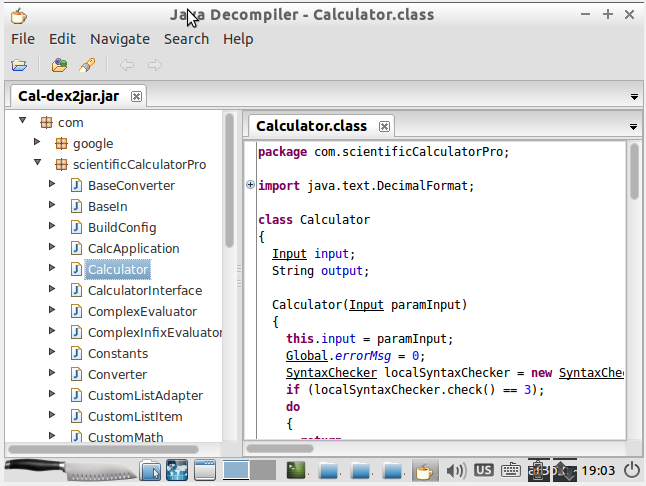 Java Decompiler - Calculator.class
File Edit Navigate Search Help
Cal-dex2jar.jar
com
google
scientificCalculatorPro
BaseConverter
BaseIn
BuildConfig
CalcApplication
Calculator
CalculatorInterface
ComplexEvaluator
ComplexInfixEvaluator
Constants
Converter
CustomListAdapter
CustomListItem
CustomMath
Calculator.class
package com.scientificCalculatorPro;
import java.text.DecimalFormat;
class Calculator
{
Input input;
String output;
Calculator(Input paramInput)
{
this.input = paramInput;
Global.errorMsg = 0;
SyntaxChecker localSyntaxChecker = new SyntaxChe
if (localSyntaxChecker.check() == 3);
do
{
return
US 19:03